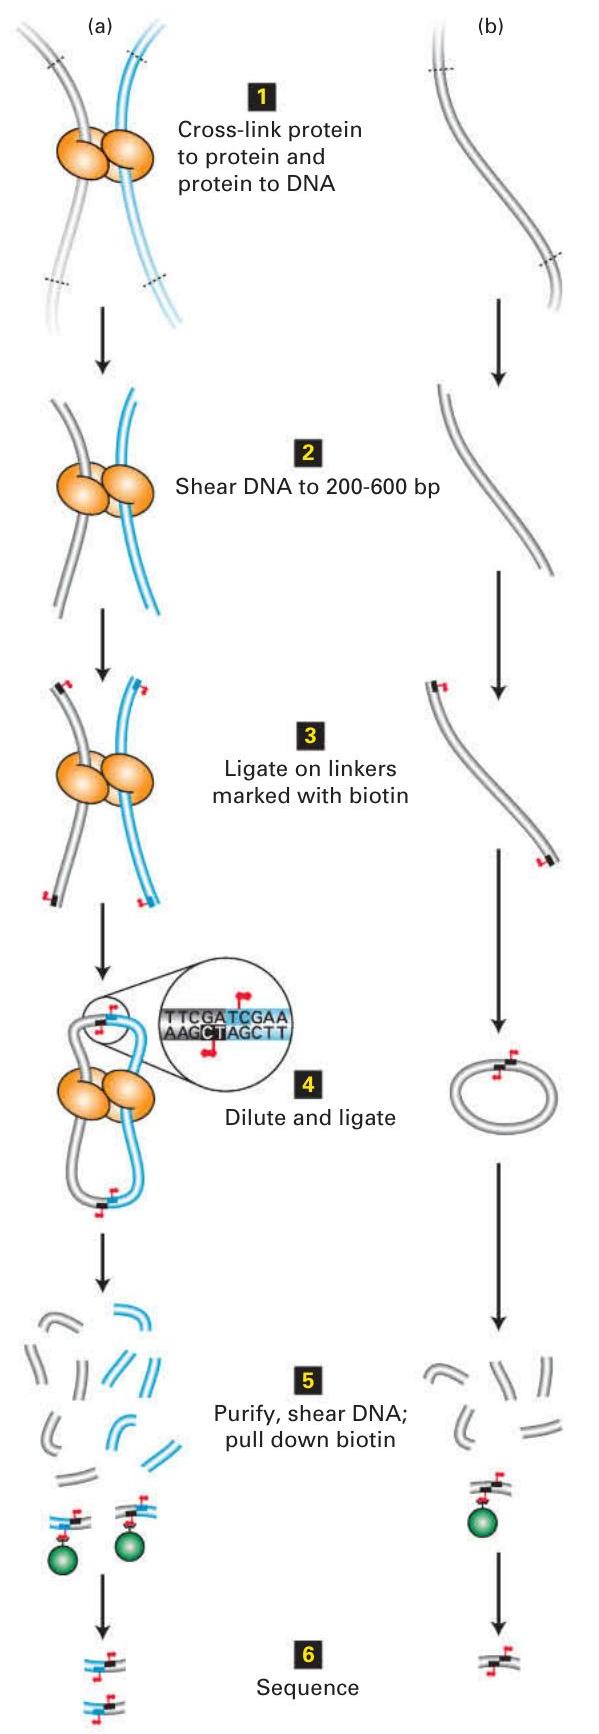 (a)
(b)
1
Cross-link protein
to protein and
protein to DNA
2
Shear DNA to 200-600 bp
3
Ligate on linkers
marked with biotin
TTCGATCGAA
AAGCTAGCTT
4
Dilute and ligate
5
Purify, shear DNA;
pull down biotin
6
Sequence